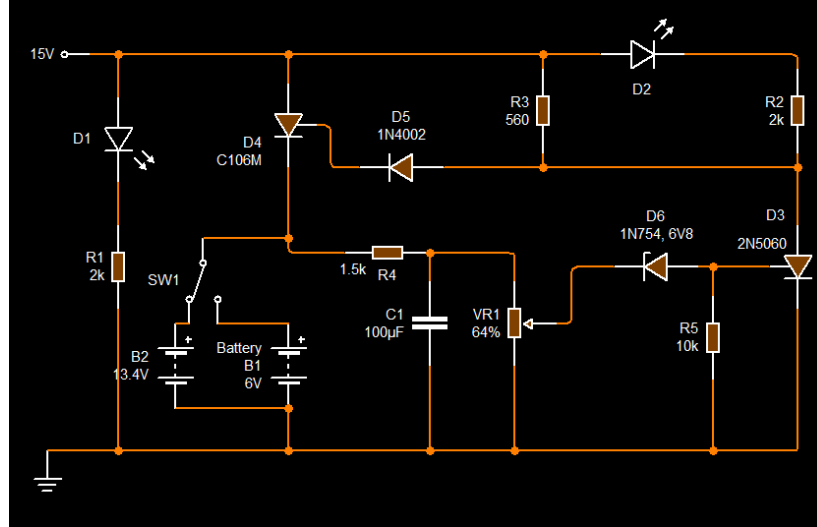 15V
D1
D4
C106M
D5
1N4002
R3
560
D2
R2
2k
R1
2k
SW1
1.5k
R4
D6
1N754, 6V8
D3
2N5060
C1
100µF
VR1
64%
R5
10k
+
B2
13.4V
+
Battery
B1
6V